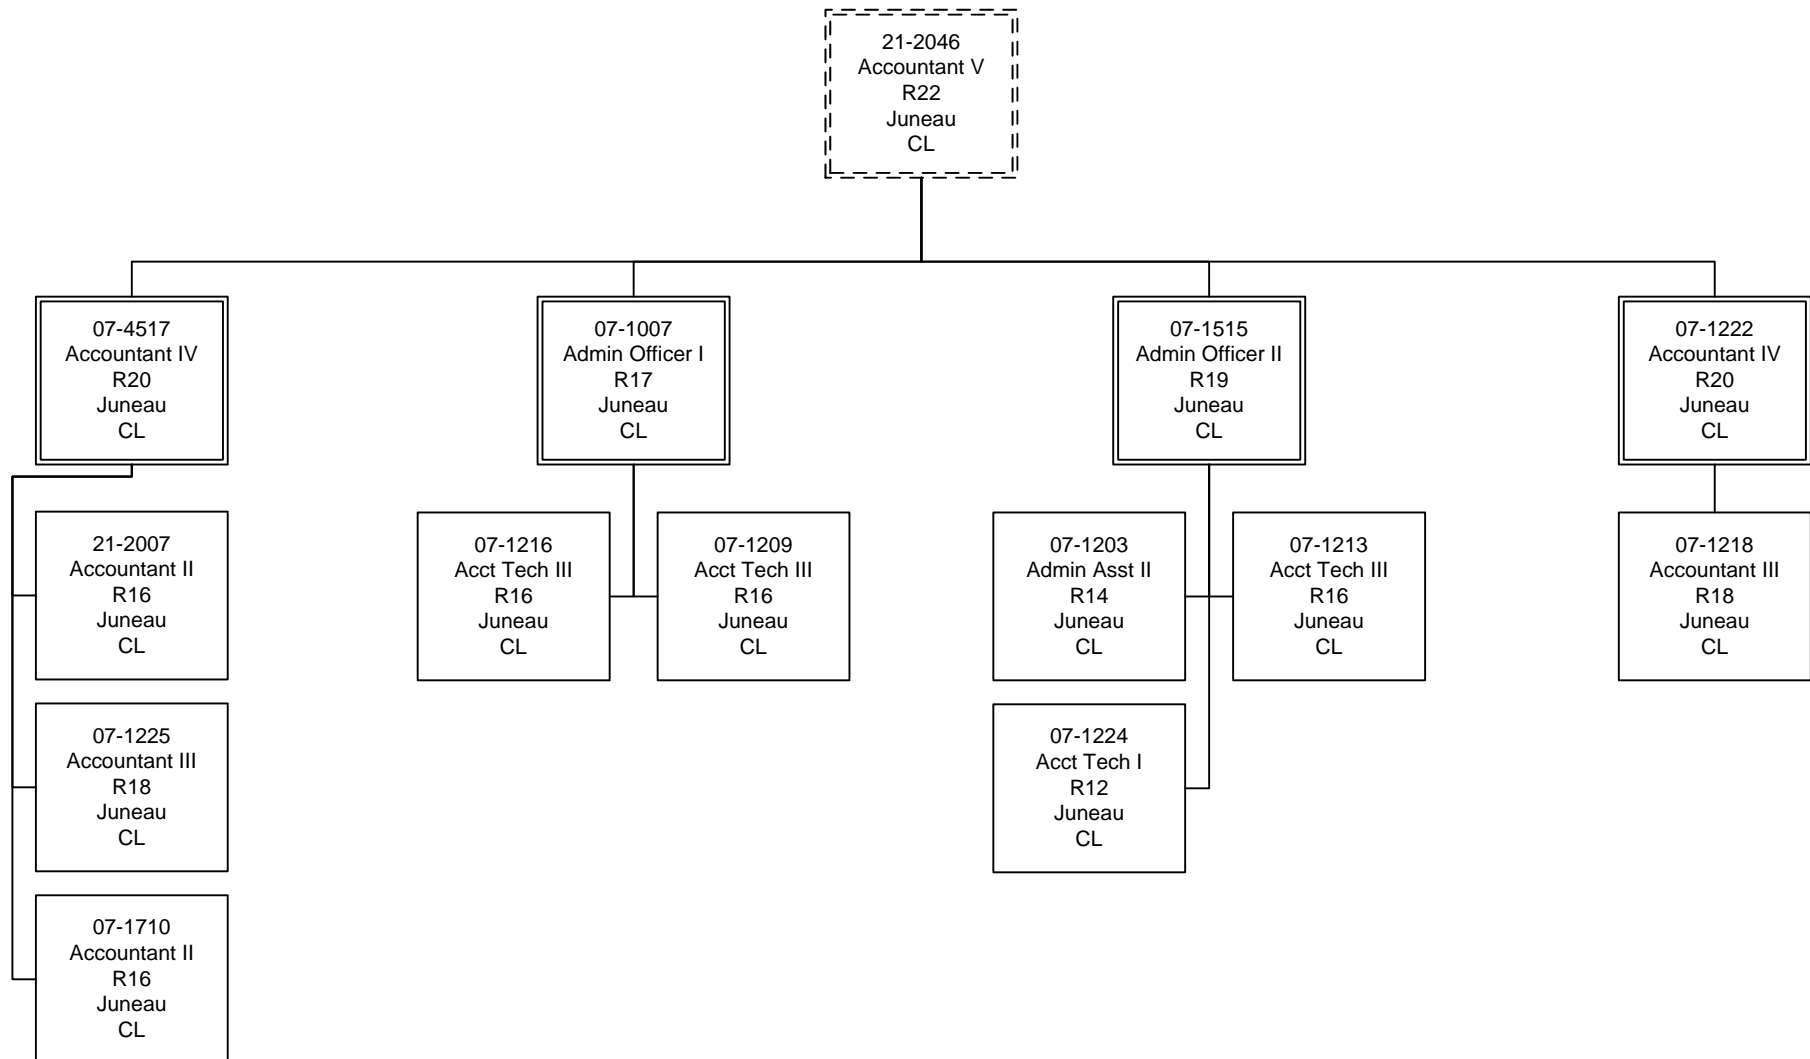 21-2046
Accountant V
R22
Juneau
CL
07-4517
Accountant IV
R20
Juneau
CL
07-1007
Admin Officer I
R17
Juneau
CL
07-1515
Admin Officer II
R19
Juneau
CL
07-1222
Accountant IV
R20
Juneau
CL
21-2007
Accountant II
R16
Juneau
CL
07-1216
Acct Tech III
R16
Juneau
CL
07-1209
Acct Tech III
R16
Juneau
CL
07-1203
Admin Asst II
R14
Juneau
CL
07-1213
Acct Tech III
R16
Juneau
CL
07-1218
Accountant III
R18
Juneau
CL
07-1225
Accountant III
R18
Juneau
CL
07-1224
Acct Tech I
R12
Juneau
CL
07-1710
Accountant II
R16
Juneau
CL